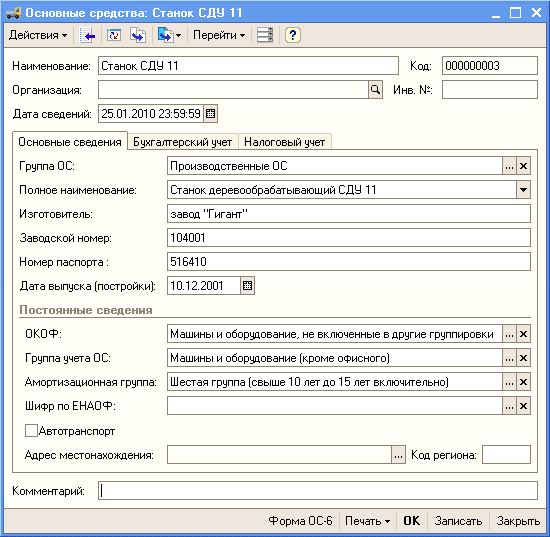 Основные средства: Станок СДУ 11
Действия Перейти ?
Наименование: Станок СДУ 11 Код: 000000003
Организация: Инв. №:
Дата сведений: 25.01.2010 23:59:59
Основные сведения Бухгалтерский учет Налоговый учет
Группа ОС: Производственные ОС ... ×
Полное наименование: Станок деревообрабатывающий СДУ 11
Изготовитель: завод "Гигант"
Заводской номер: 104001
Номер паспорта : 516410
Дата выпуска (постройки): 10.12.2001
Постоянные сведения
ОКОФ: Машины и оборудование, не включенные в другие группировки ... ×
Группа учета ОС: Машины и оборудование (кроме офисного) ... ×
Амортизационная группа: Шестая группа (свыше 10 лет до 15 лет включительно) ... ×
Шифр по ЕНАОФ: ... ×
Автотранспорт
Адрес местонахождения: ... Код региона:
Комментарий:
Форма ОС-6 Печать ОК Записать Закрыть